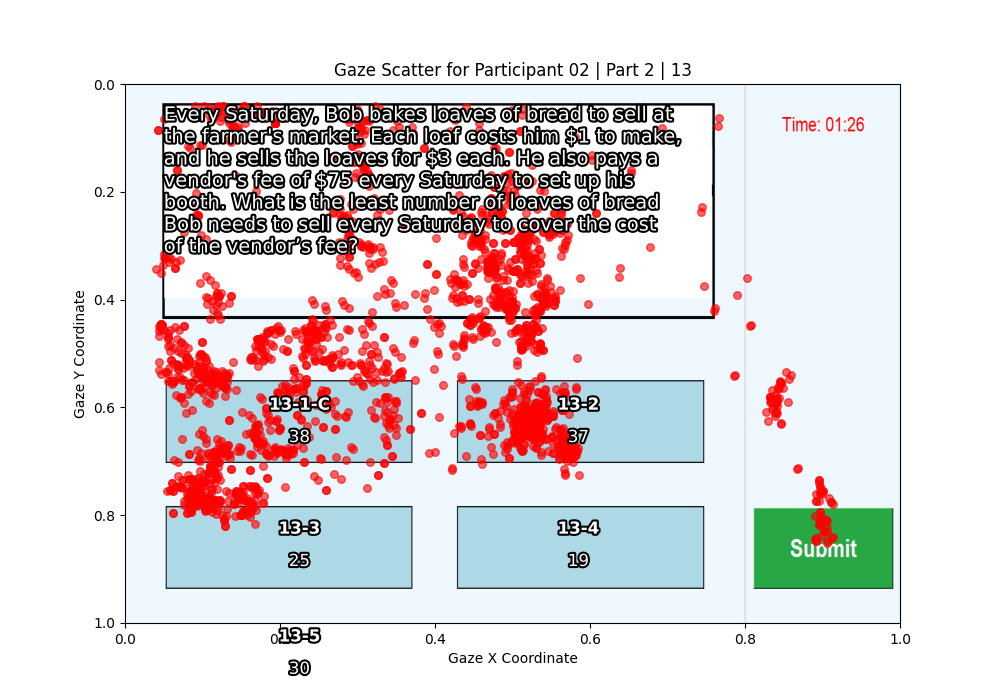 Gaze Scatter for Participant 02 | Part 2 | 13
Every Saturday, Bob bakes loaves of bread to sell at
the farmer's market. Each loaf costs him $1 to make,
and he sells the loaves for $3 each. He also pays a
vendor's fee of $75 every Saturday to set up his
booth. What is the least number of loaves of bread
Bob needs to sell every Saturday to cover the cost
of the vendor's fee?
Time: 01:26
13-1-C
38
13-2
37
13-3
25
13-4
19
13-5
30
Submit
Gaze Y Coordinate
0.0
0.2
0.4
0.6
0.8
1.0
0.0
0.2
0.4
0.6
0.8
1.0
Gaze X Coordinate